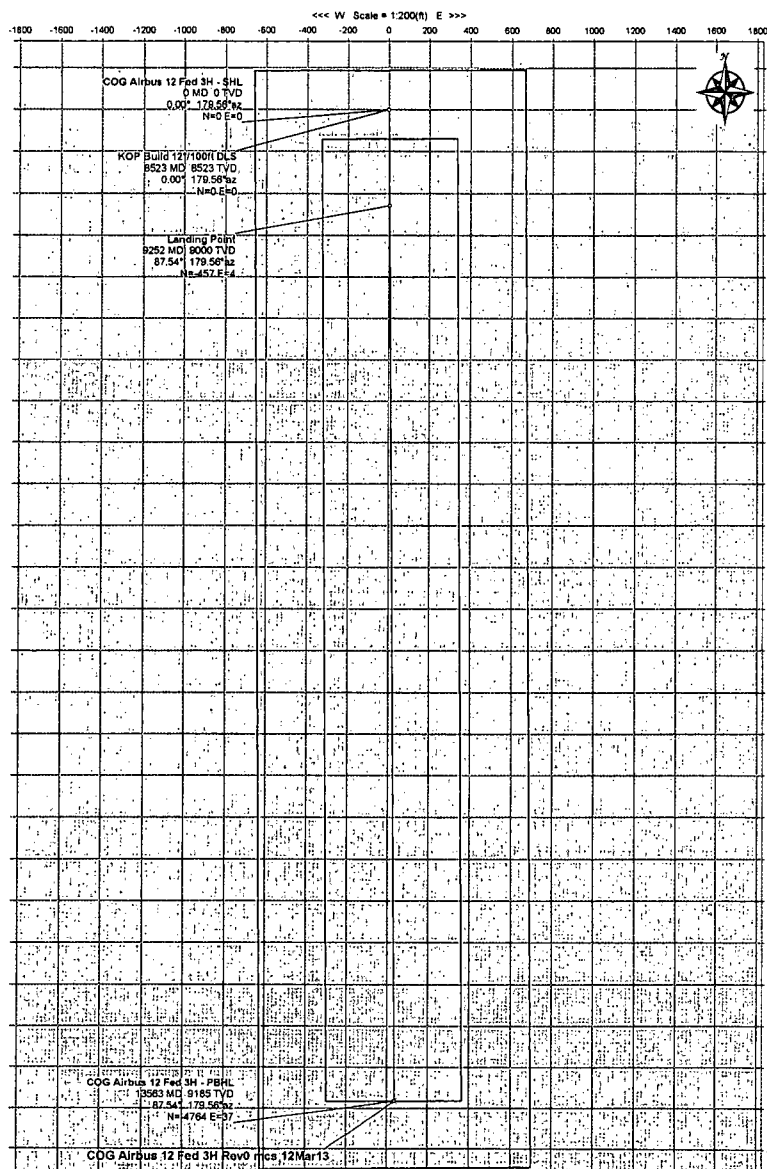 <<< W Scale = 1:200(ft) E >>>
-1800 -1600 -1400 -1200 -1000 -800 -600 -400 -200 0 200 400 600 800 1000 1200 1400 1600 1800
N
COG Airbus 12 Fed 3H - SHL
0 MD 0 TVD
0.00° 179.56°az
N=0 E=0
KOP Build 12°/100ft DLS
8523 MD 8523 TVD
0.00° 179.56°az
N=0 E=0
Landing Point
9252 MD 9000 TVD
87.54° 179.56°az
N=-457 E=4
COG Airbus 12 Fed 3H - PBHL
13563 MD 9185 TVD
87.54° 179.56°az
N=-4764 E=37
COG Airbus 12 Fed 3H Rev0 mcs 12Mar13